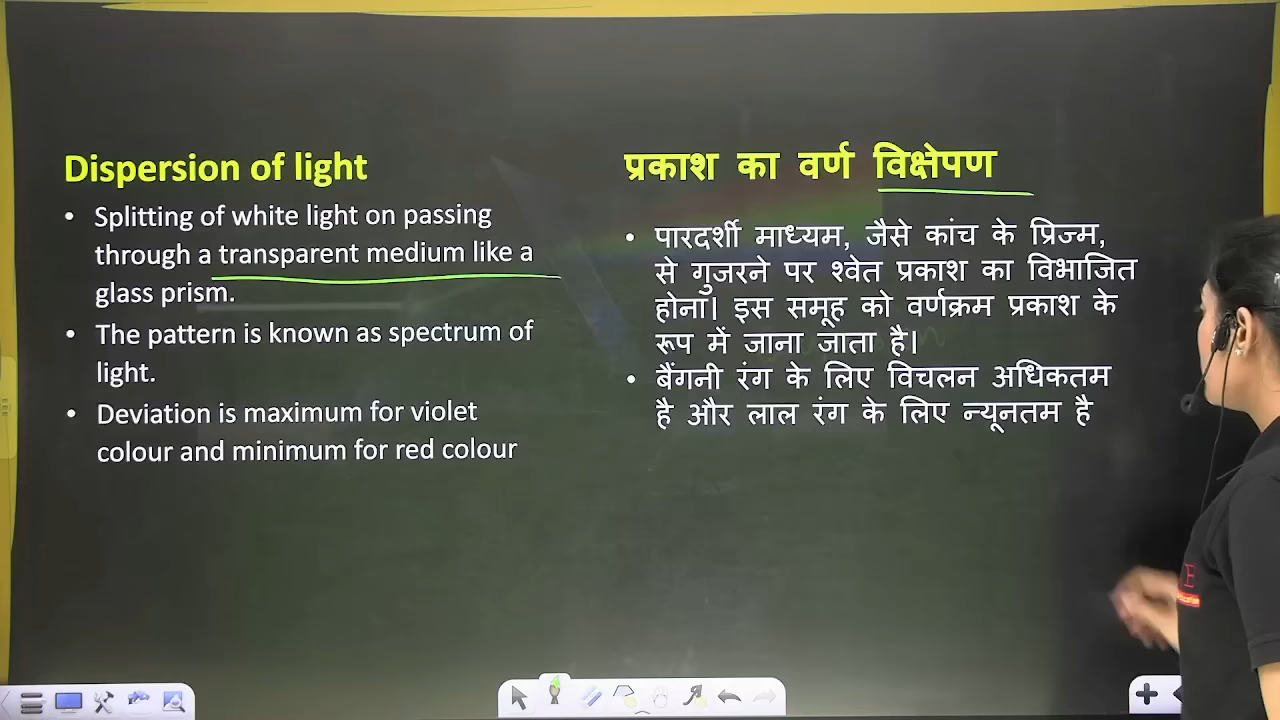 Dispersion of light
• Splitting of white light on passing
through a transparent medium like a
glass prism.
• The pattern is known as spectrum of
light.
• Deviation is maximum for violet
colour and minimum for red colour
प्रकाश का वर्ण विक्षेपण
• पारदर्शी माध्यम, जैसे कांच के प्रिज्म,
से गुजरने पर श्वेत प्रकाश का विभाजित
होना। इस समूह को वर्णक्रम प्रकाश के
रूप में जाना जाता है।
• बैंगनी रंग के लिए विचलन अधिकतम
है और लाल रंग के लिए न्यूनतम है